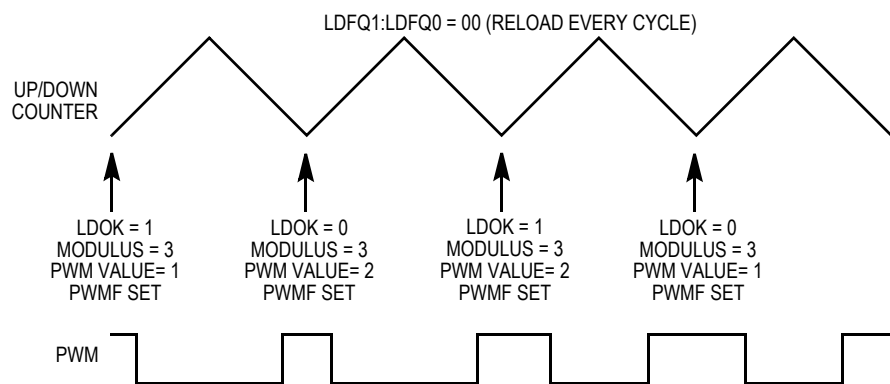 LDFQ1:LDFQ0 = 00 (RELOAD EVERY CYCLE)
UP/DOWN
COUNTER
LDOK = 1
MODULUS = 3
PWM VALUE= 1
PWMF SET
LDOK = 0
MODULUS = 3
PWM VALUE= 2
PWMF SET
LDOK = 1
MODULUS = 3
PWM VALUE= 2
PWMF SET
LDOK = 0
MODULUS = 3
PWM VALUE= 1
PWMF SET
PWM